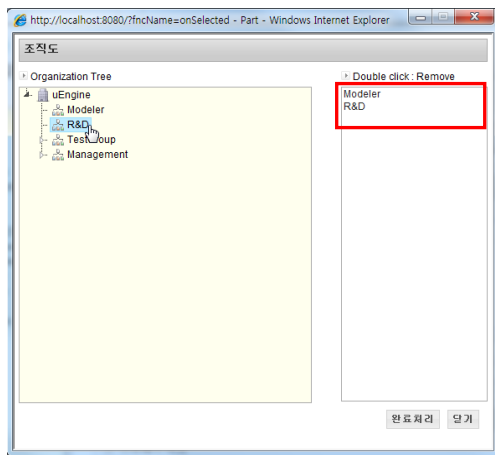 http://localhost:8080/?fncName=onSelected - Part - Windows Internet Explorer
조직도
Organization Tree
uEngine
Modeler
R&D
TestGroup
Management
Double click : Remove
Modeler
R&D
완료처리 닫기